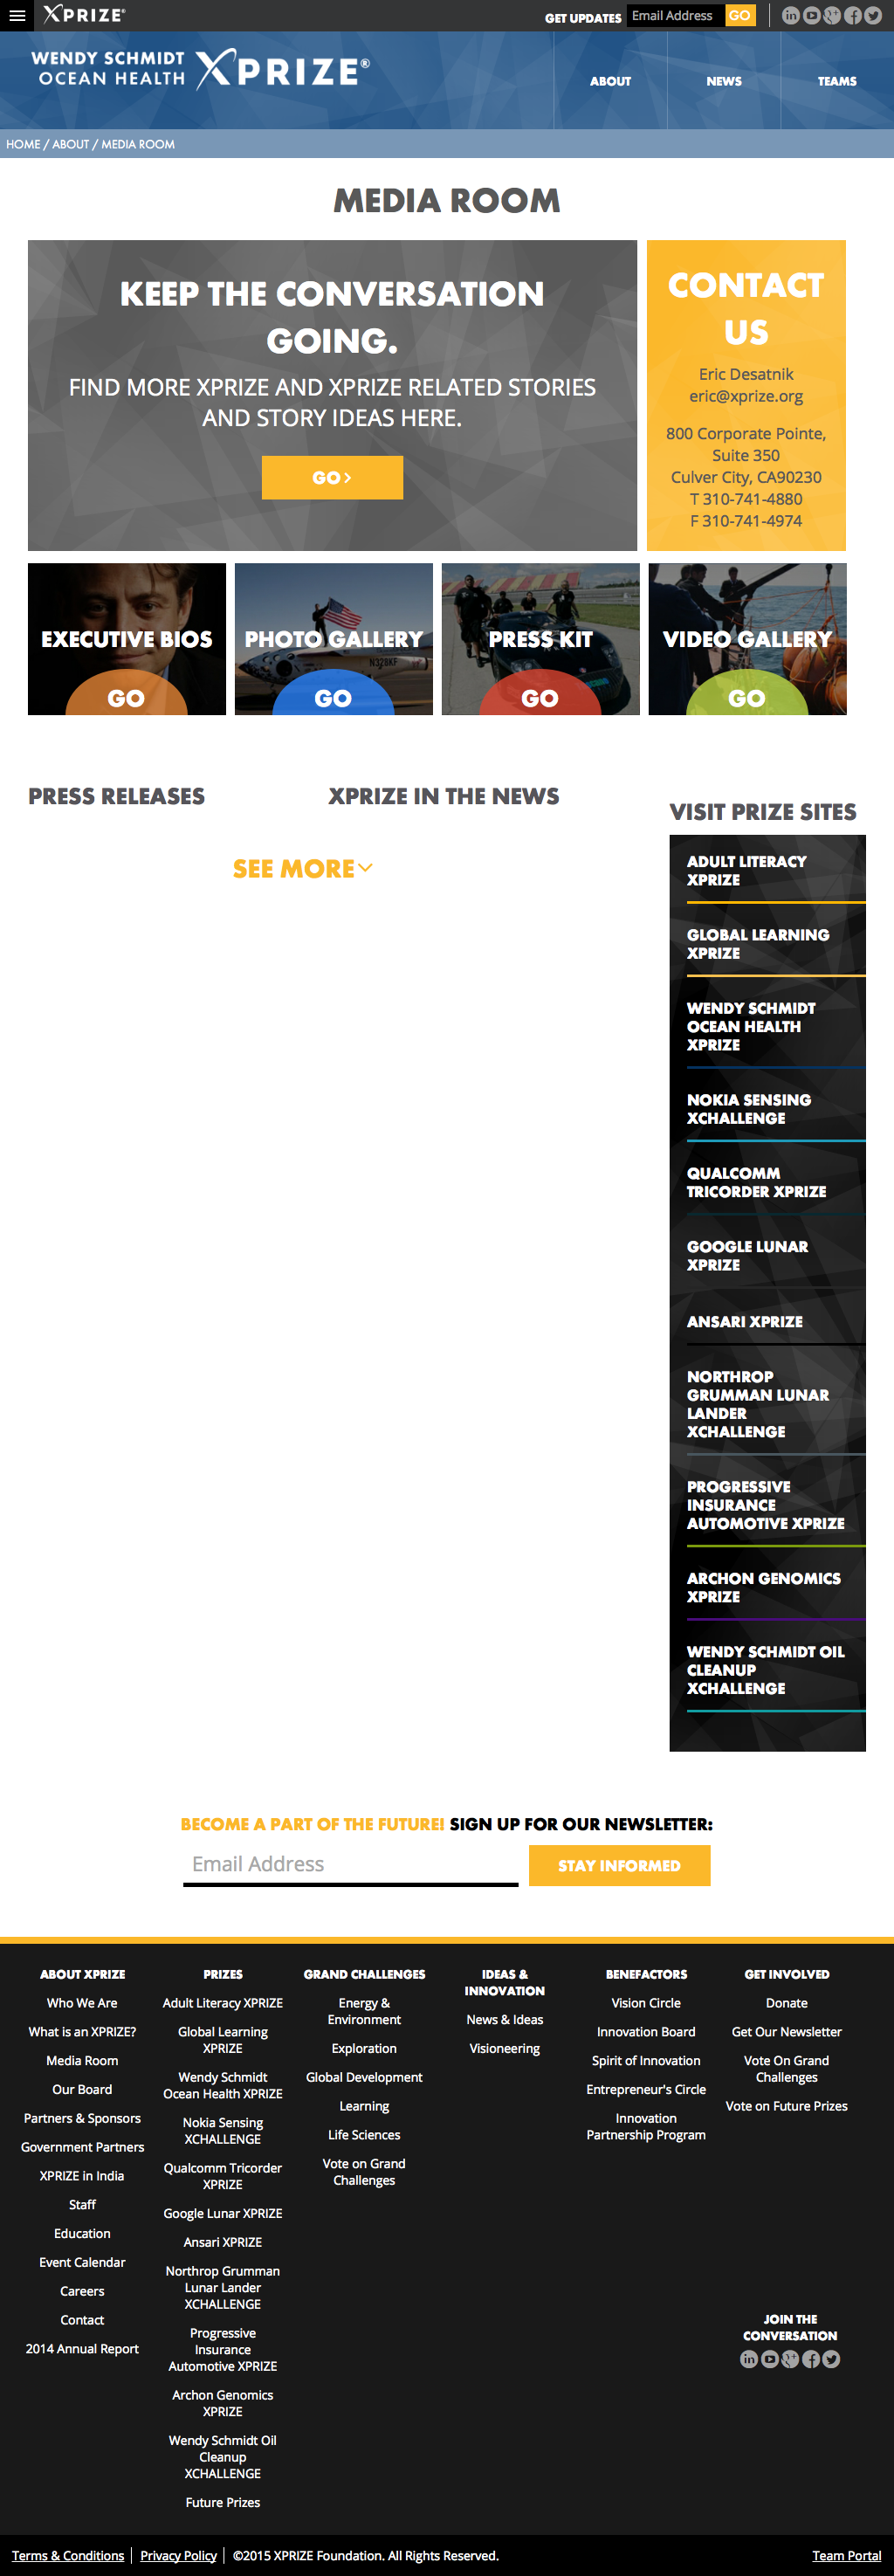 XPRIZE®
GET UPDATES Email Address GO
WENDY SCHMIDT
OCEAN HEALTH
XPRIZE®
ABOUT NEWS TEAMS
HOME / ABOUT / MEDIA ROOM
MEDIA ROOM
KEEP THE CONVERSATION
GOING.
FIND MORE XPRIZE AND XPRIZE RELATED STORIES
AND STORY IDEAS HERE.
GO
CONTACT
US
Eric Desatnik
eric@xprize.org
800 Corporate Pointe,
Suite 350
Culver City, CA90230
T 310-741-4880
F 310-741-4974
EXECUTIVE BIOS
GO
PHOTO GALLERY
N328KF
GO
PRESS KIT
GO
VIDEO GALLERY
GO
PRESS RELEASES
XPRIZE IN THE NEWS
SEE MORE
VISIT PRIZE SITES
ADULT LITERACY
XPRIZE
GLOBAL LEARNING
XPRIZE
WENDY SCHMIDT
OCEAN HEALTH
XPRIZE
NOKIA SENSING
XCHALLENGE
QUALCOMM
TRICORDER XPRIZE
GOOGLE LUNAR
XPRIZE
ANSARI XPRIZE
NORTHROP
GRUMMAN LUNAR
LANDER
XCHALLENGE
PROGRESSIVE
INSURANCE
AUTOMOTIVE XPRIZE
ARCHON GENOMICS
XPRIZE
WENDY SCHMIDT OIL
CLEANUP
XCHALLENGE
BECOME A PART OF THE FUTURE! SIGN UP FOR OUR NEWSLETTER:
Email Address
STAY INFORMED
ABOUT XPRIZE
Who We Are
What is an XPRIZE?
Media Room
Our Board
Partners & Sponsors
Government Partners
XPRIZE in India
Staff
Education
Event Calendar
Careers
Contact
2014 Annual Report
PRIZES
Adult Literacy XPRIZE
Global Learning
XPRIZE
Wendy Schmidt
Ocean Health XPRIZE
Nokia Sensing
XCHALLENGE
Qualcomm Tricorder
XPRIZE
Google Lunar XPRIZE
Ansari XPRIZE
Northrop Grumman
Lunar Lander
XCHALLENGE
Progressive
Insurance
Automotive XPRIZE
Archon Genomics
XPRIZE
Wendy Schmidt Oil
Cleanup
XCHALLENGE
Future Prizes
GRAND CHALLENGES
Energy &
Environment
Exploration
Global Development
Learning
Life Sciences
Vote on Grand
Challenges
IDEAS &
INNOVATION
News & Ideas
Visioneering
BENEFACTORS
Vision Circle
Innovation Board
Spirit of Innovation
Entrepreneur's Circle
Innovation
Partnership Program
GET INVOLVED
Donate
Get Our Newsletter
Vote On Grand
Challenges
Vote on Future Prizes
JOIN THE
CONVERSATION
Terms & Conditions Privacy Policy ©2015 XPRIZE Foundation. All Rights Reserved. Team Portal